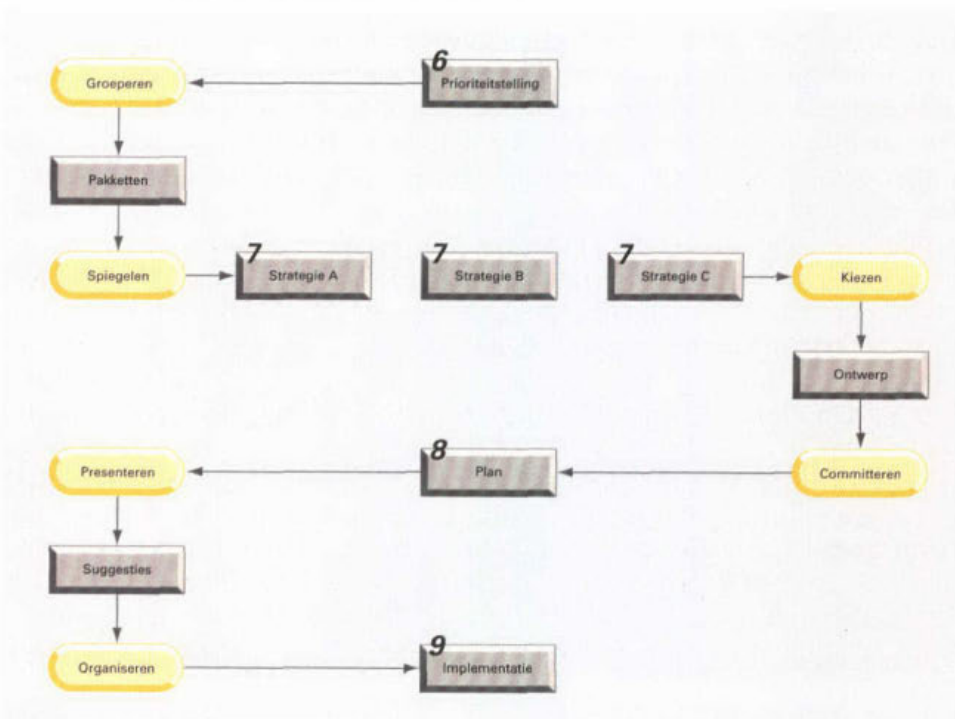 Groeperen
6
Prioriteitstelling
Pakketten
Spiegelen
7
Strategie A
7
Strategie B
7
Strategie C
Kiezen
Ontwerp
Presenteren
8
Plan
Committeren
Suggesties
Organiseren
9
Implementatie